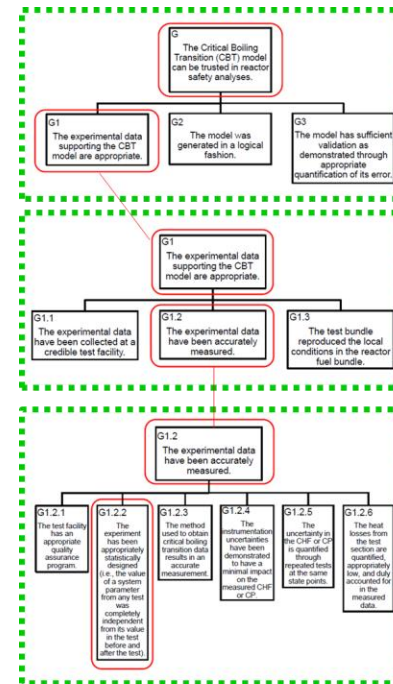 G
The Critical Boiling
Transition (CBT) model
can be trusted in reactor
safety analyses.
G1
The experimental data
supporting the CBT
model are appropriate.
G2
The model was
generated in a logical
fashion.
G3
The model has sufficient
validation as
demonstrated through
appropriate
quantification of its error.
G1
The experimental data
supporting the CBT
model are appropriate.
G1.1
The experimental data
have been collected at a
credible test facility.
G1.2
The experimental data
have been accurately
measured.
G1.3
The test bundle
reproduced the local
conditions in the reactor
fuel bundle.
G1.2
The experimental data
have been accurately
measured.
G1.2.1
The test facility
has an
appropriate
quality
assurance
program.
G1.2.2
The
experiment
has been
appropriately
statistically
designed
(i.e., the value
of a system
parameter
from any test
was
completely
independent
from its value
in the test
before and
after the test).
G1.2.3
The method
used to obtain
critical boiling
transition data
results in an
accurate
measurement.
G1.2.4
The
instrumentation
uncertainties
have been
demonstrated
to have a
minimal
impact on the
measured CHF
or CP.
G1.2.5
The
uncertainty in
the CHF or CP
is quantified
through
repeated tests
at the same
state points.
G1.2.6
The heat
losses from
the test
section are
quantified,
appropriately
low, and duly
accounted for
in the
measured
data.